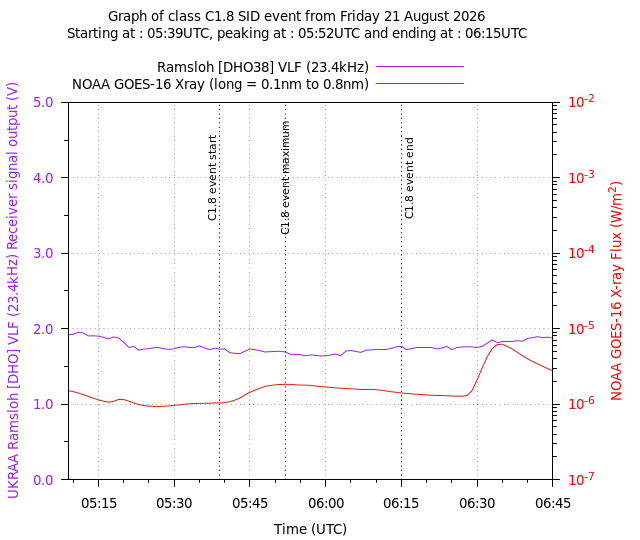 Graph of class C1.8 SID event from Friday 21 August 2026
Starting at : 05:39UTC, peaking at : 05:52UTC and ending at : 06:15UTC
Ramsloh [DHO38] VLF (23.4kHz)
NOAA GOES-16 Xray (long = 0.1nm to 0.8nm)
UKRAA Ramsloh [DHO] VLF (23.4kHz) Receiver signal output (V)
5.0
4.0
3.0
2.0
1.0
0.0
C1.8 event start
C1.8 event maximum
C1.8 event end
10-2
10-3
10-4
10-5
10-6
10-7
NOAA GOES-16 X-ray Flux (W/m2)
05:15 05:30 05:45 06:00 06:15 06:30 06:45
Time (UTC)